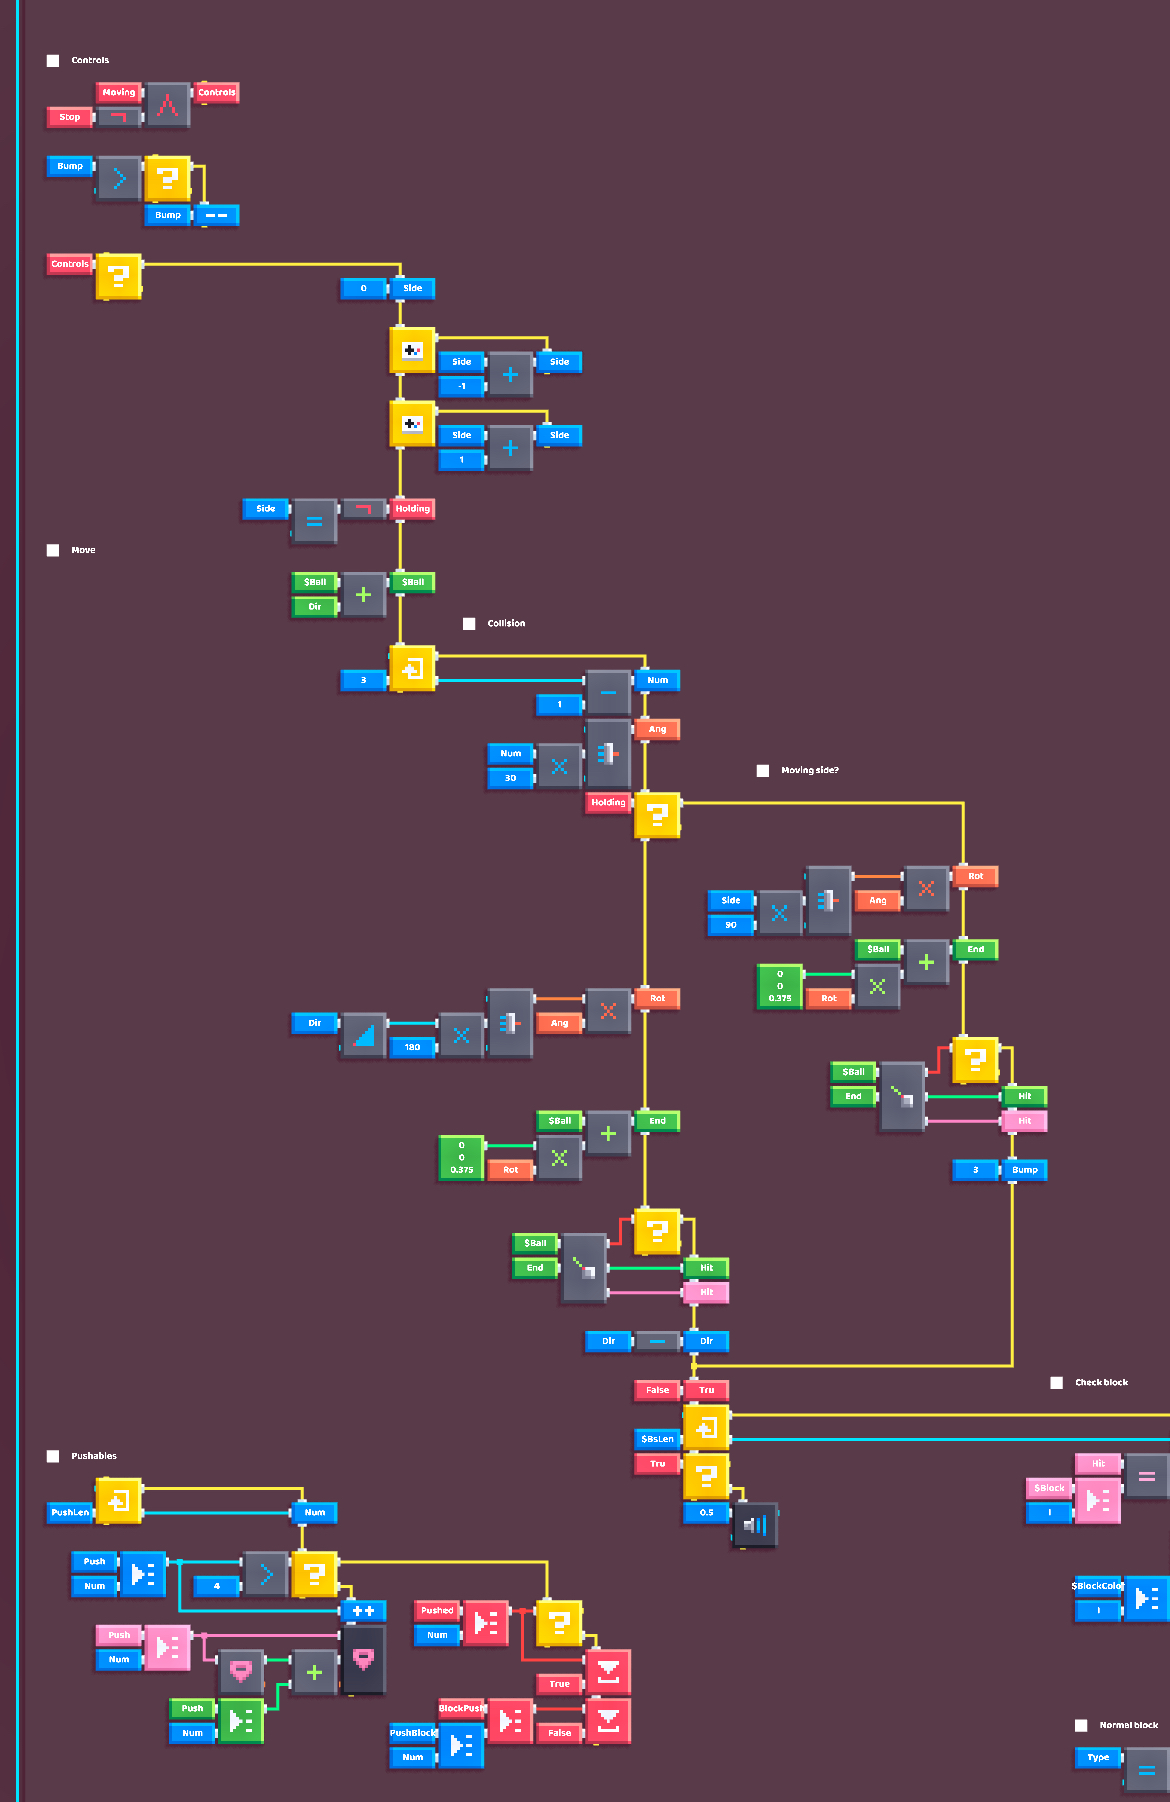 Controls
Moving
Controls
Stop
Bump
Bump
Controls
0
Side
Side
Side
-1
Side
Side
1
Side
Holding
Move
$Ball
$Ball
Dir
Collision
3
Num
1
Ang
Num
30
Moving side?
Holding
Rot
Side
Ang
90
$Ball
End
0
0
0.375
Rot
Rot
Dir
Ang
180
$Ball
End
Hit
Hit
$Ball
End
0
0
0.375
Rot
3
Bump
$Ball
End
Hit
Hit
Dir
Dir
Check block
False
Tru
$BsLen
Pushables
Tru
Hit
$Block
I
PushLen
Num
0.5
Push
Num
4
$BlockColo
I
Pushed
Num
Push
Num
True
Push
Num
BlockPush
PushBlock
False
Num
Normal block
Type